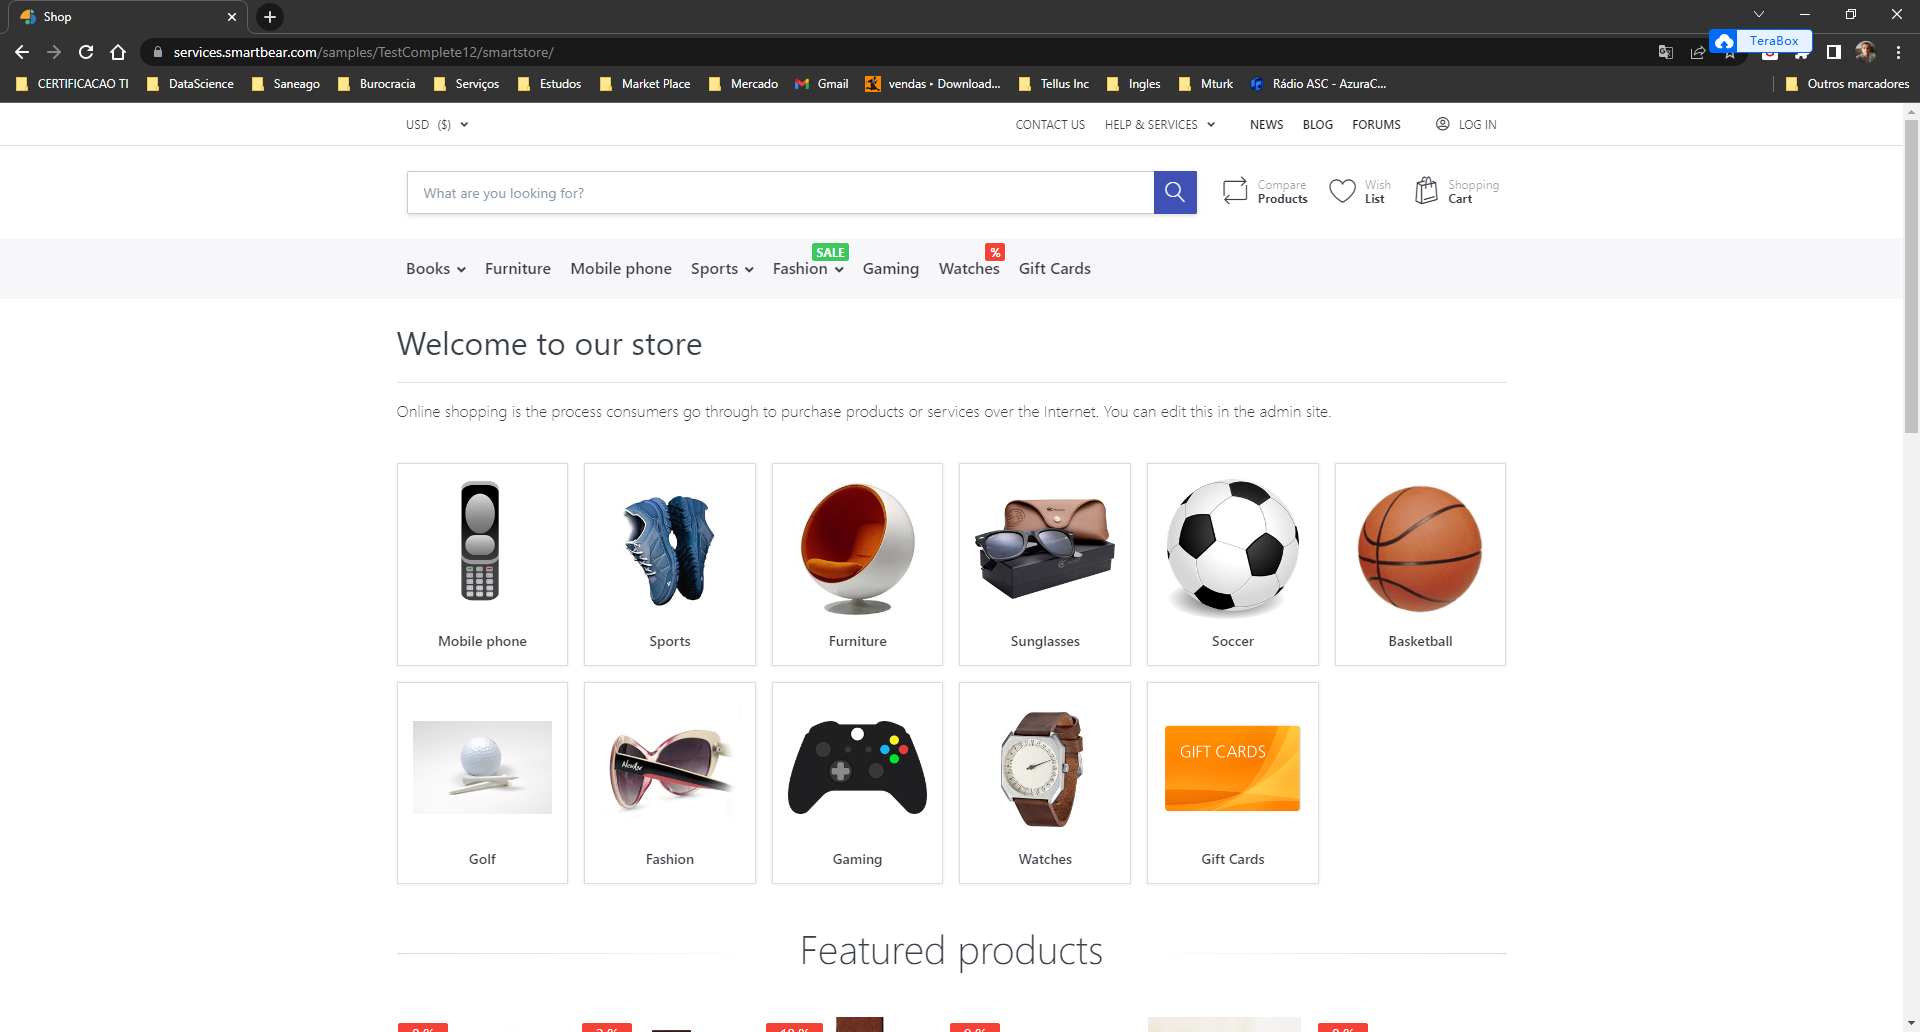 Shop
services.smartbear.com/samples/TestComplete12/smartstore/
TeraBox
CERTIFICACAO TI DataScience Saneago Burocracia Serviços Estudos Market Place Mercado Gmail vendas ‣ Download... Tellus Inc Ingles Mturk Rádio ASC - AzuraC... Outros marcadores
USD ($) CONTACT US HELP & SERVICES NEWS BLOG FORUMS LOG IN
What are you looking for?
Compare Products
Wish List
Shopping Cart
SALE %
Books Furniture Mobile phone Sports Fashion Gaming Watches Gift Cards
Welcome to our store
Online shopping is the process consumers go through to purchase products or services over the Internet. You can edit this in the admin site.
Mobile phone Sports Furniture Sunglasses Soccer Basketball
GIFT CARDS
Golf Fashion Gaming Watches Gift Cards
Featured products